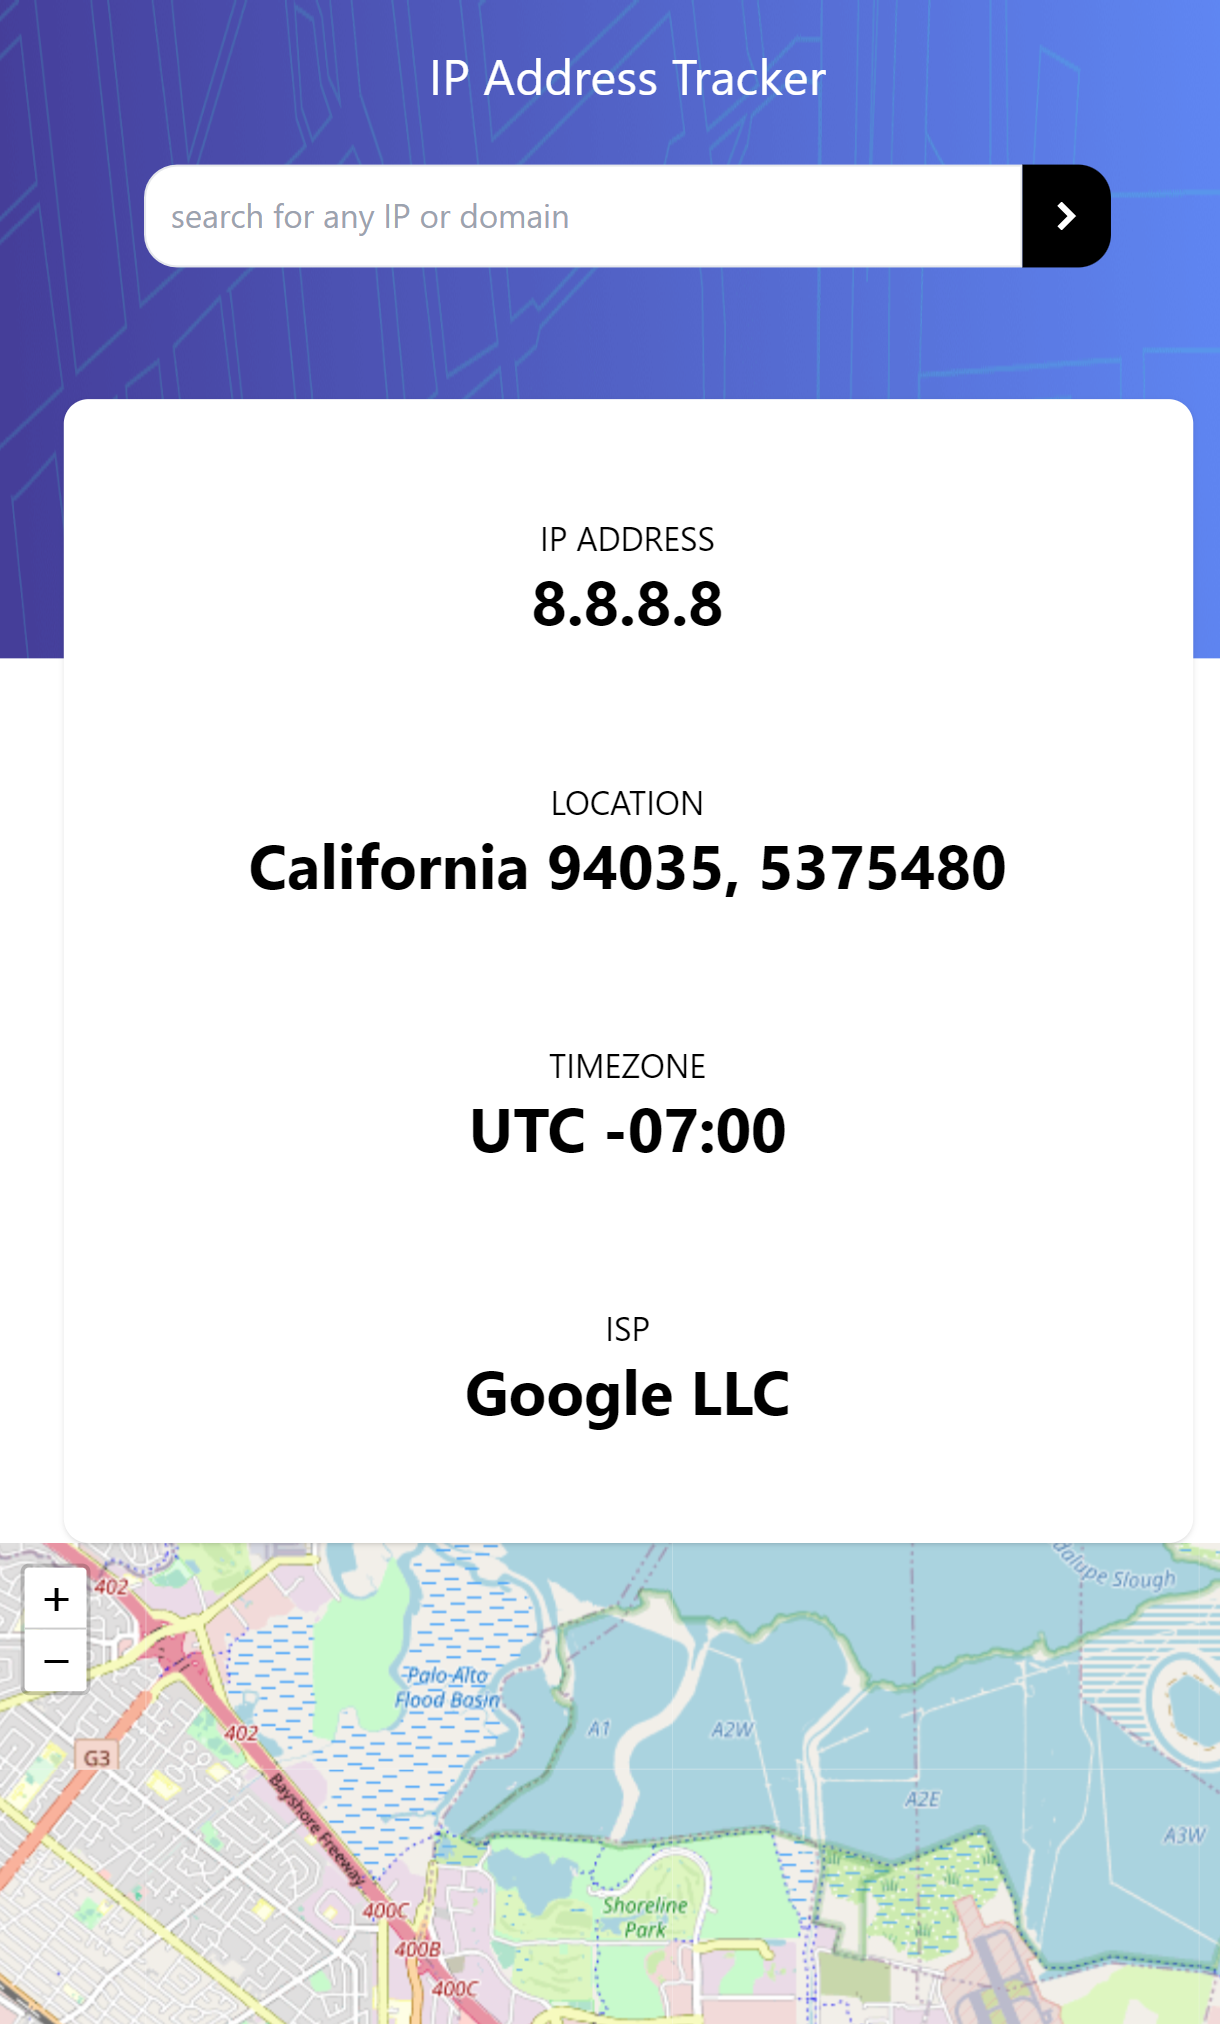 IP Address Tracker
search for any IP or domain
IP ADDRESS
8.8.8.8
LOCATION
California 94035, 5375480
TIMEZONE
UTC -07:00
ISP
Google LLC
+
−
402
dalupe Slough
Palo Alto
Flood Basin
402
G3
A1
A2W
A2E
A3W
Bayshore Freeway
Shoreline
Park
400C
400B
400C